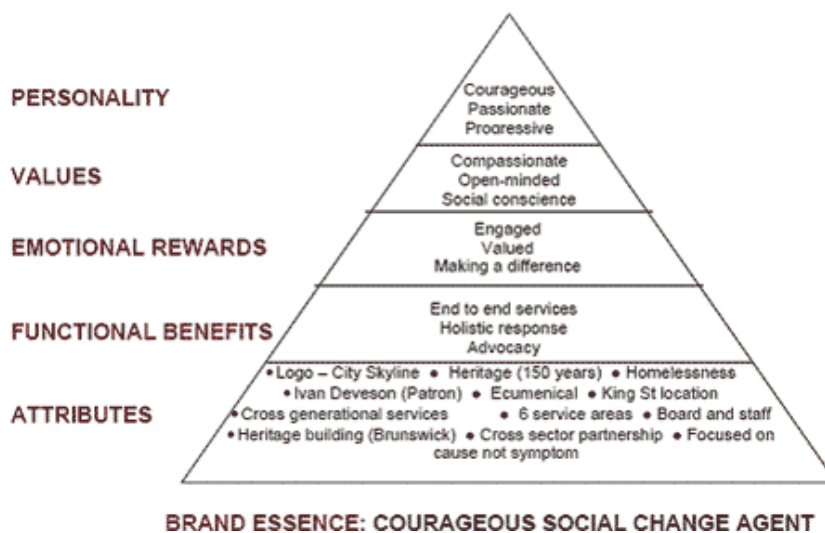 PERSONALITY
Courageous
Passionate
Progressive
VALUES
Compassionate
Open-minded
Social conscience
EMOTIONAL REWARDS
Engaged
Valued
Making a difference
FUNCTIONAL BENEFITS
End to end services
Holistic response
Advocacy
ATTRIBUTES
• Logo – City Skyline • Heritage (150 years) • Homelessness
• Ivan Deveson (Patron) • Ecumenical • King St location
• Cross generational services • 6 service areas • Board and staff
• Heritage building (Brunswick) • Cross sector partnership • Focused on
cause not symptom
BRAND ESSENCE: COURAGEOUS SOCIAL CHANGE AGENT